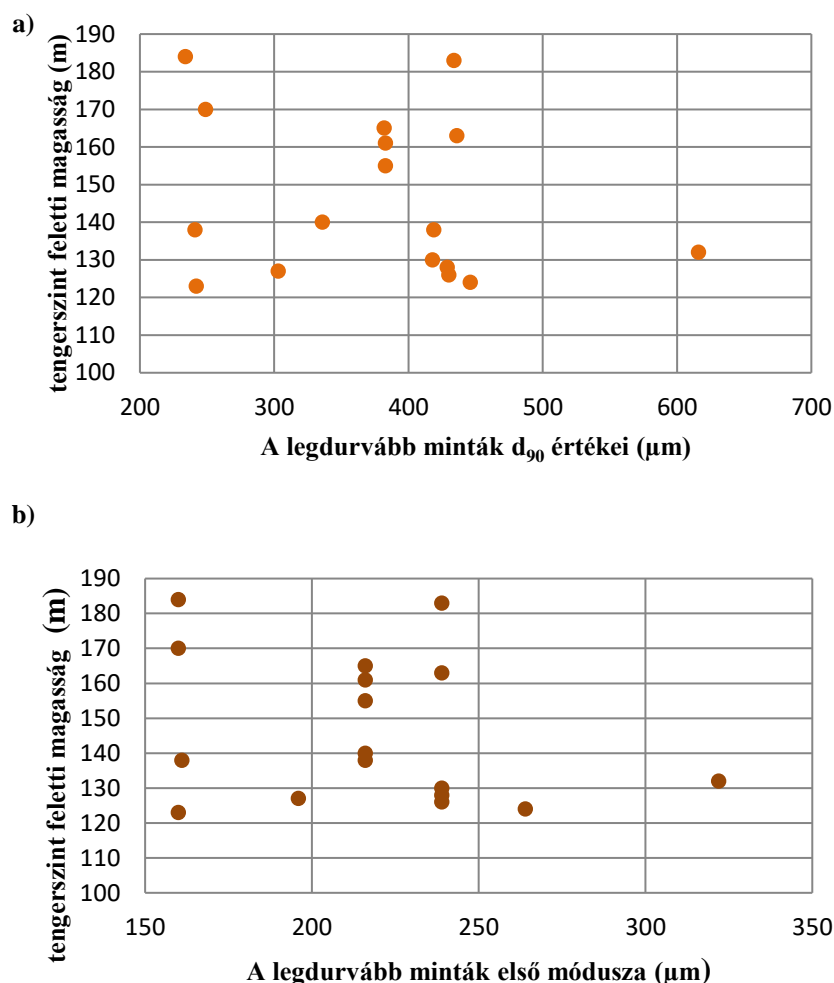 a)
tengerszint feletti magasság (m)
190
180
170
160
150
140
130
120
110
100
200 300 400 500 600 700
A legdurvább minták d₉₀ értékei (µm)
b)
tengerszint feletti magasság (m)
190
180
170
160
150
140
130
120
110
100
150 200 250 300 350
A legdurvább minták első módusza (µm)